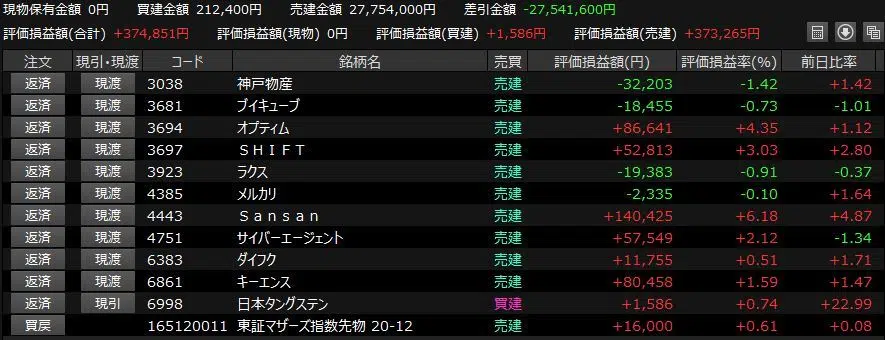 現物保有金額 0円 買建金額 212,400円 売建金額 27,754,000円 差引金額 -27,541,600円
評価損益額(合計) +374,851円 評価損益額(現物) 0円 評価損益額(買建) +1,586円 評価損益額(売建) +373,265円
注文 現引・現渡 コード 銘柄名 売買 評価損益額(円) 評価損益率(%) 前日比率
返済 現渡 3038 神戸物産 売建 -32,203 -1.42 +1.42
返済 現渡 3681 ブイキューブ 売建 -18,455 -0.73 -1.01
返済 現渡 3694 オプティム 売建 +86,641 +4.35 +1.12
返済 現渡 3697 ＳＨＩＦＴ 売建 +52,813 +3.03 +2.80
返済 現渡 3923 ラクス 売建 -19,383 -0.91 -0.37
返済 現渡 4385 メルカリ 売建 -2,335 -0.10 +1.64
返済 現渡 4443 Ｓａｎｓａｎ 売建 +140,425 +6.18 +4.87
返済 現渡 4751 サイバーエージェント 売建 +57,549 +2.12 -1.34
返済 現渡 6383 ダイフク 売建 +11,755 +0.51 +1.71
返済 現渡 6861 キーエンス 売建 +80,458 +1.59 +1.47
返済 現引 6998 日本タングステン 買建 +1,586 +0.74 +22.99
買戻 165120011 東証マザーズ指数先物 20-12 売建 +16,000 +0.61 +0.08